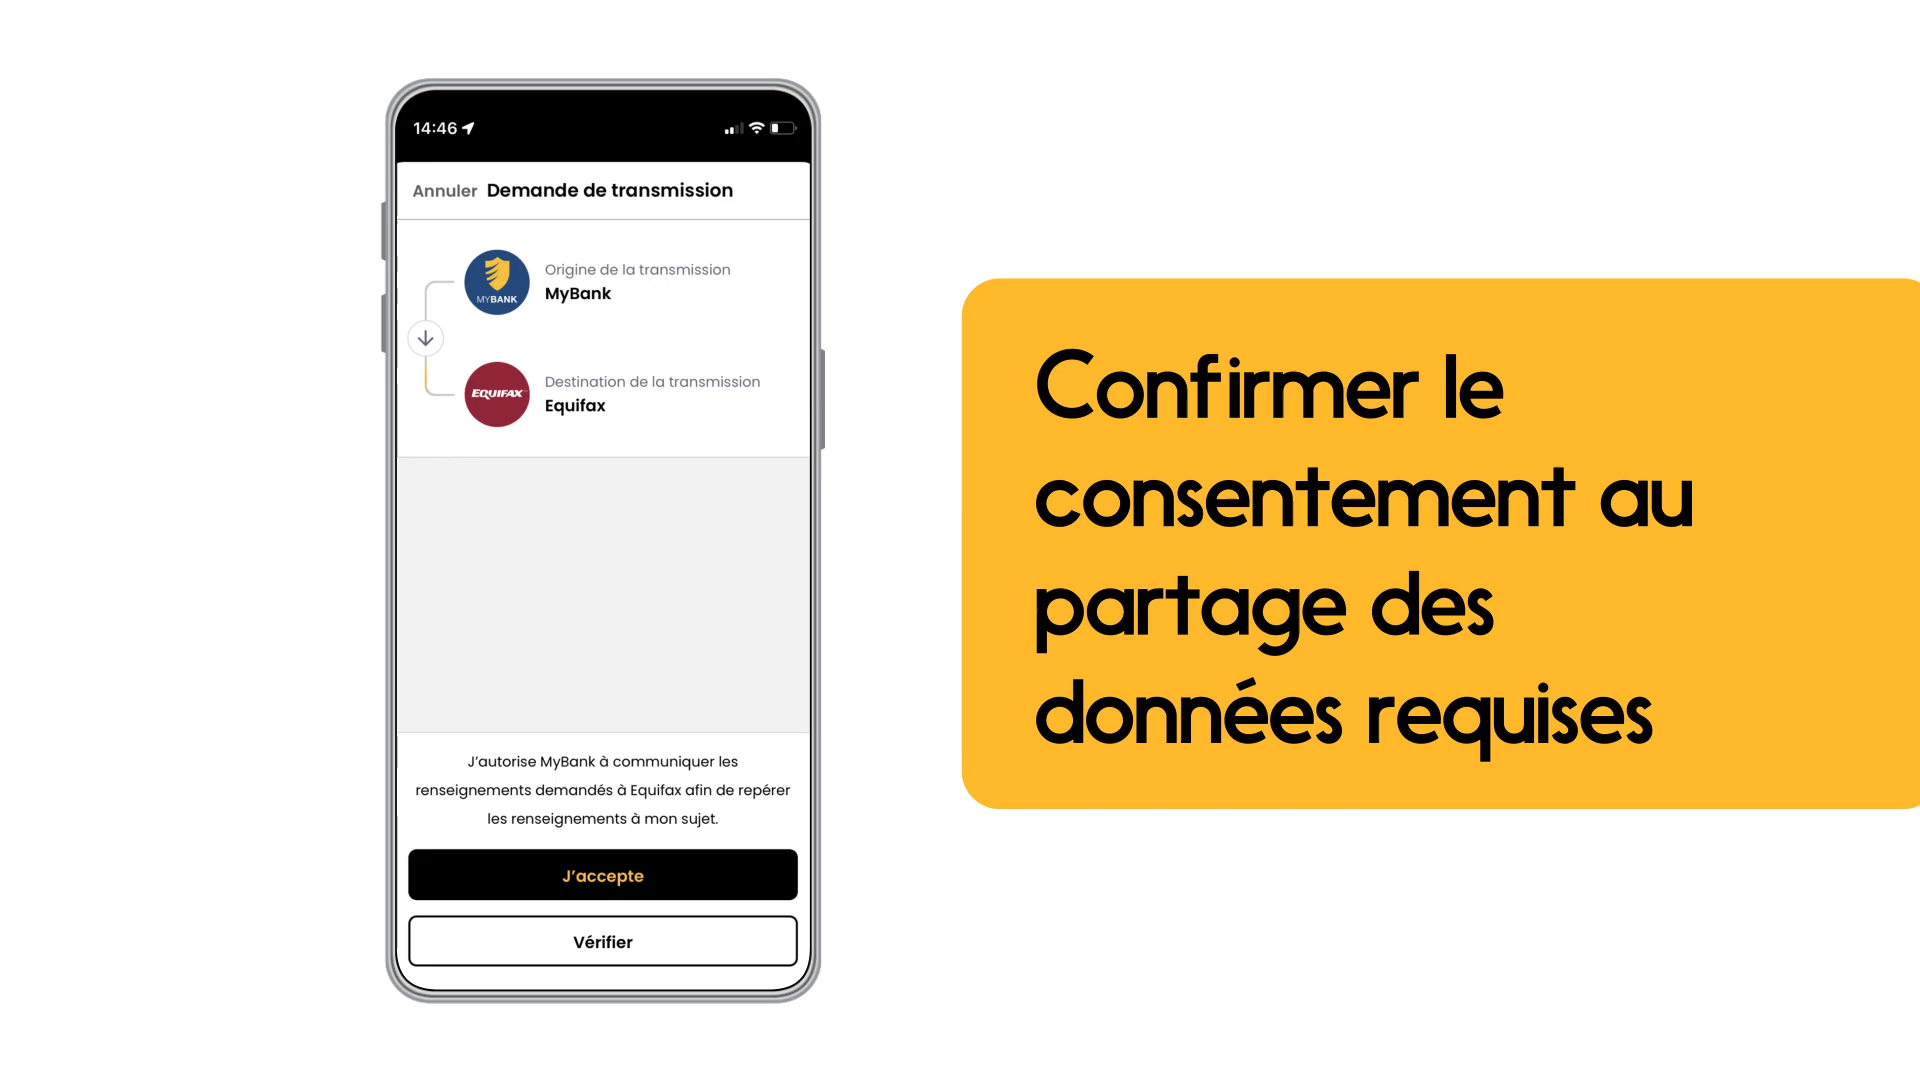 14:46
Annuler Demande de transmission
MYBANK
Origine de la transmission
MyBank
EQUIFAX
Destination de la transmission
Equifax
J’autorise MyBank à communiquer les
renseignements demandés à Equifax afin de repérer
les renseignements à mon sujet.
J’accepte
Vérifier
Confirmer le
consentement au
partage des
données requises